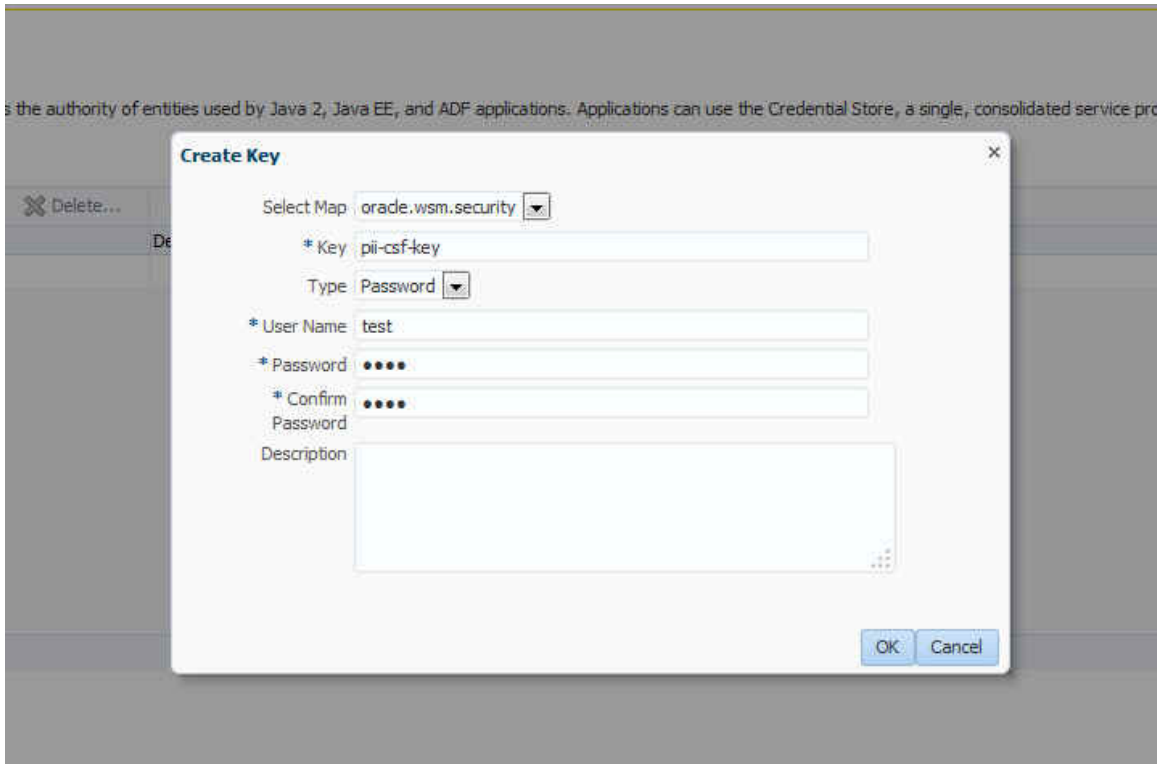 s the authority of entities used by Java 2, Java EE, and ADF applications. Applications can use the Credential Store, a single, consolidated service pro
Create Key ×
Delete...
Select Map oracle.wsm.security
De
* Key pii-csf-key
Type Password
* User Name test
* Password ••••
* Confirm Password ••••
Description
OK Cancel